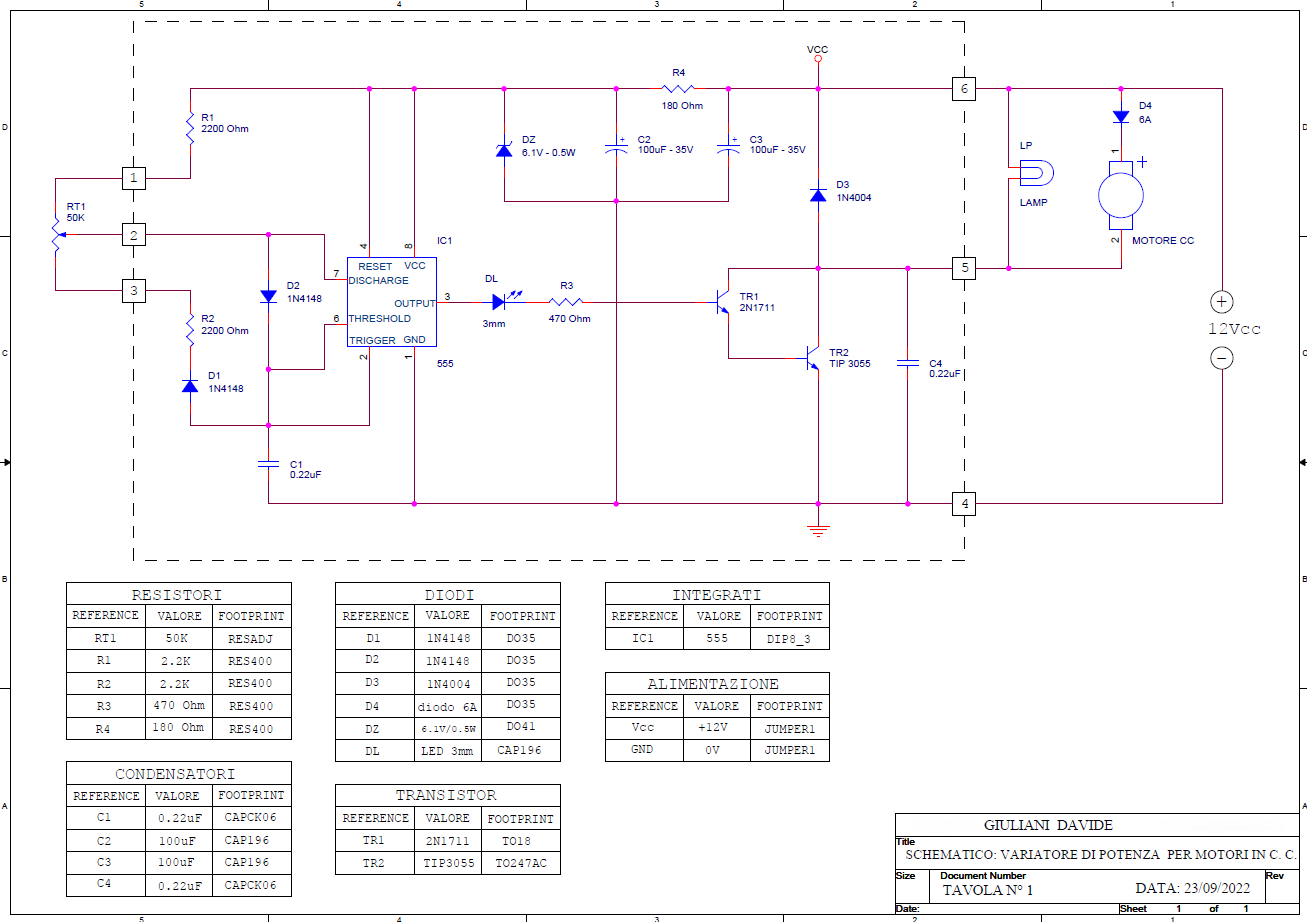 5 4 3 2 1
D
C
B
A
D
C
B
A
VCC
R4
180 Ohm
6
D4
6A
R1
2200 Ohm
DZ
6.1V - 0.5W
+
C2
100uF - 35V
+
C3
100uF - 35V
LP
LAMP
1
+
2
MOTORE CC
1
RT1
50K
D3
1N4004
2
4
8
IC1
5
3
D2
1N4148
7
RESET VCC
DISCHARGE
OUTPUT
3
6
THRESHOLD
TRIGGER GND
2
1
555
DL
3mm
R3
470 Ohm
TR1
2N1711
+
12Vcc
−
R2
2200 Ohm
TR2
TIP 3055
C4
0.22uF
D1
1N4148
C1
0.22uF
4
RESISTORI
REFERENCE VALORE FOOTPRINT
RT1 50K RESADJ
R1 2.2K RES400
R2 2.2K RES400
R3 470 Ohm RES400
R4 180 Ohm RES400
CONDENSATORI
REFERENCE VALORE FOOTPRINT
C1 0.22uF CAPCK06
C2 100uF CAP196
C3 100uF CAP196
C4 0.22uF CAPCK06
DIODI
REFERENCE VALORE FOOTPRINT
D1 1N4148 DO35
D2 1N4148 DO35
D3 1N4004 DO35
D4 diodo 6A DO35
DZ 6.1V/0.5W DO41
DL LED 3mm CAP196
TRANSISTOR
REFERENCE VALORE FOOTPRINT
TR1 2N1711 TO18
TR2 TIP3055 TO247AC
INTEGRATI
REFERENCE VALORE FOOTPRINT
IC1 555 DIP8_3
ALIMENTAZIONE
REFERENCE VALORE FOOTPRINT
Vcc +12V JUMPER1
GND 0V JUMPER1
GIULIANI DAVIDE
Title
SCHEMATICO: VARIATORE DI POTENZA PER MOTORI IN C. C.
Size Document Number Rev
TAVOLA N° 1 DATA: 23/09/2022
Date: Sheet 1 of 1
5 4 3 2 1